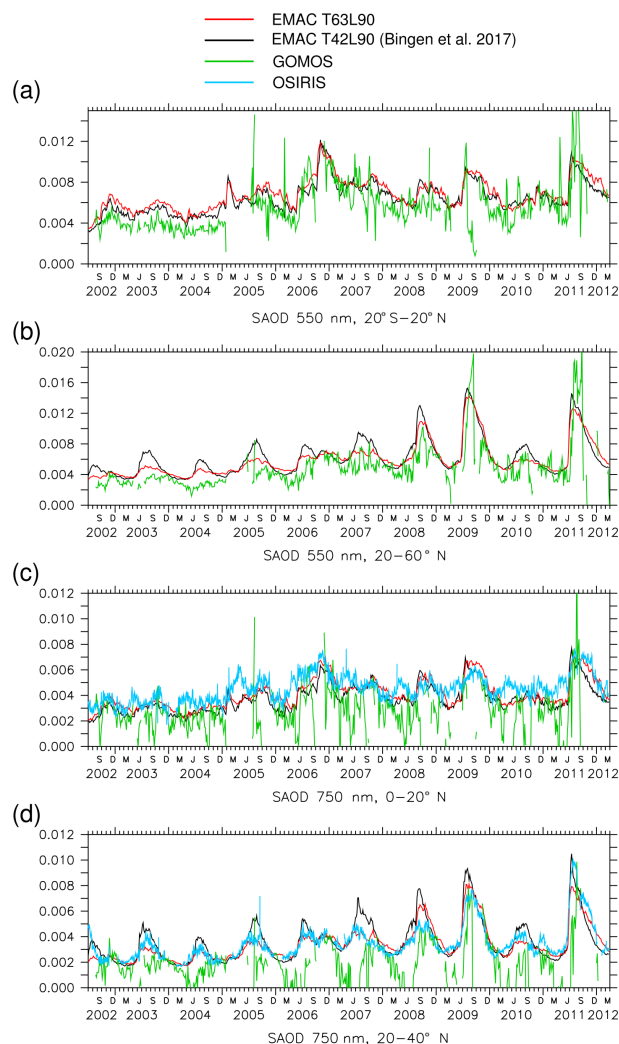 EMAC T63L90
EMAC T42L90 (Bingen et al. 2017)
GOMOS
OSIRIS
(a)
0.012
0.008
0.004
0.000
S D M J S D M J S D M J S D M J S D M J S D M J S D M J S D M J S D M J S D M
2002 2003 2004 2005 2006 2007 2008 2009 2010 2011 2012
SAOD 550 nm, 20°S−20°N
(b)
0.020
0.016
0.012
0.008
0.004
0.000
S D M J S D M J S D M J S D M J S D M J S D M J S D M J S D M J S D M J S D M
2002 2003 2004 2005 2006 2007 2008 2009 2010 2011 2012
SAOD 550 nm, 20−60° N
(c)
0.012
0.010
0.008
0.006
0.004
0.002
0.000
S D M J S D M J S D M J S D M J S D M J S D M J S D M J S D M J S D M J S D M
2002 2003 2004 2005 2006 2007 2008 2009 2010 2011 2012
SAOD 750 nm, 0−20° N
(d)
0.012
0.010
0.008
0.006
0.004
0.002
0.000
S D M J S D M J S D M J S D M J S D M J S D M J S D M J S D M J S D M J S D M
2002 2003 2004 2005 2006 2007 2008 2009 2010 2011 2012
SAOD 750 nm, 20−40° N